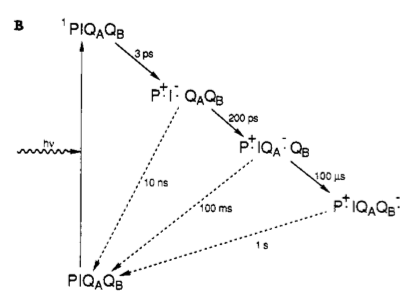 B
¹PIQ_AQ_B
3 ps
P⁺·I⁻· Q_AQ_B
200 ps
hν
P⁺·IQ_A⁻· Q_B
10 ns
100 μs
100 ms
P⁺·IQ_AQ_B⁻·
1 s
PIQ_AQ_B